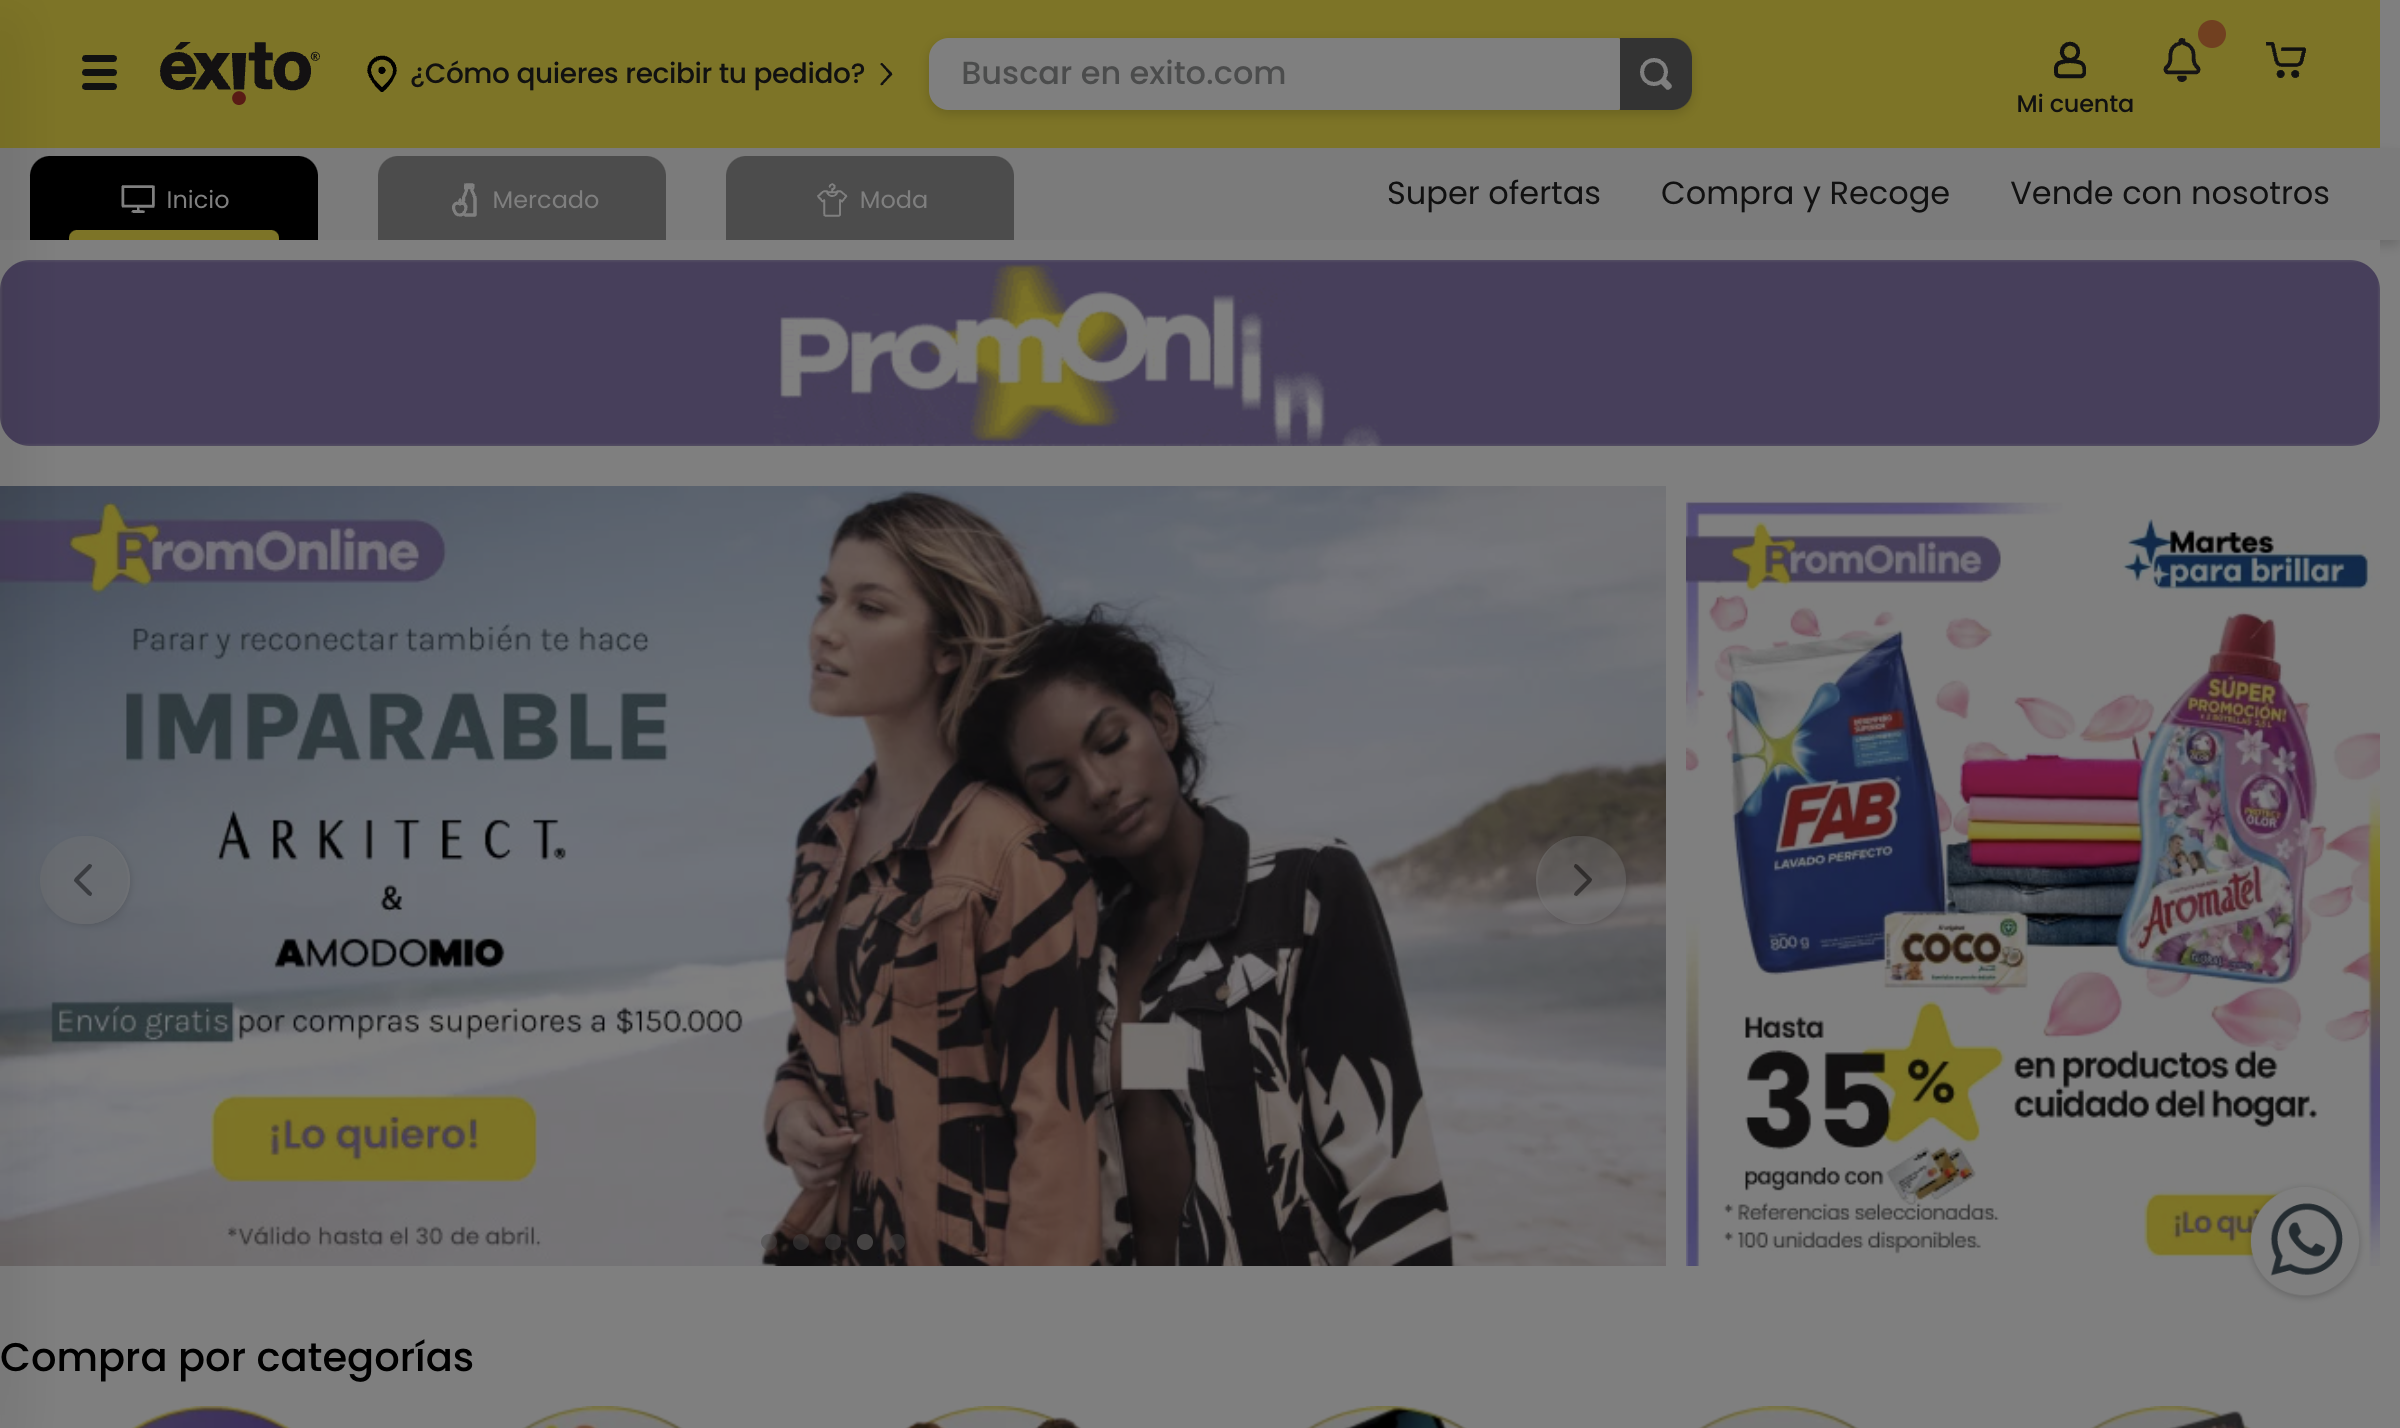 éxito®
¿Cómo quieres recibir tu pedido?
Buscar en exito.com
Mi cuenta
Inicio
Mercado
Moda
Super ofertas
Compra y Recoge
Vende con nosotros
PromOnlin
PromOnline
Parar y reconectar también te hace
IMPARABLE
ARKITECT®
&
AMODOMIO
Envío gratis por compras superiores a $150.000
¡Lo quiero!
*Válido hasta el 30 de abril.
PromOnline
Martes
para brillar
SÚPER
PROMOCIÓN!
FAB
LAVADO PERFECTO
800 g
COCO
Aromatel
Hasta
35%
en productos de
cuidado del hogar.
pagando con
* Referencias seleccionadas.
* 100 unidades disponibles.
¡Lo qui
Compra por categorías